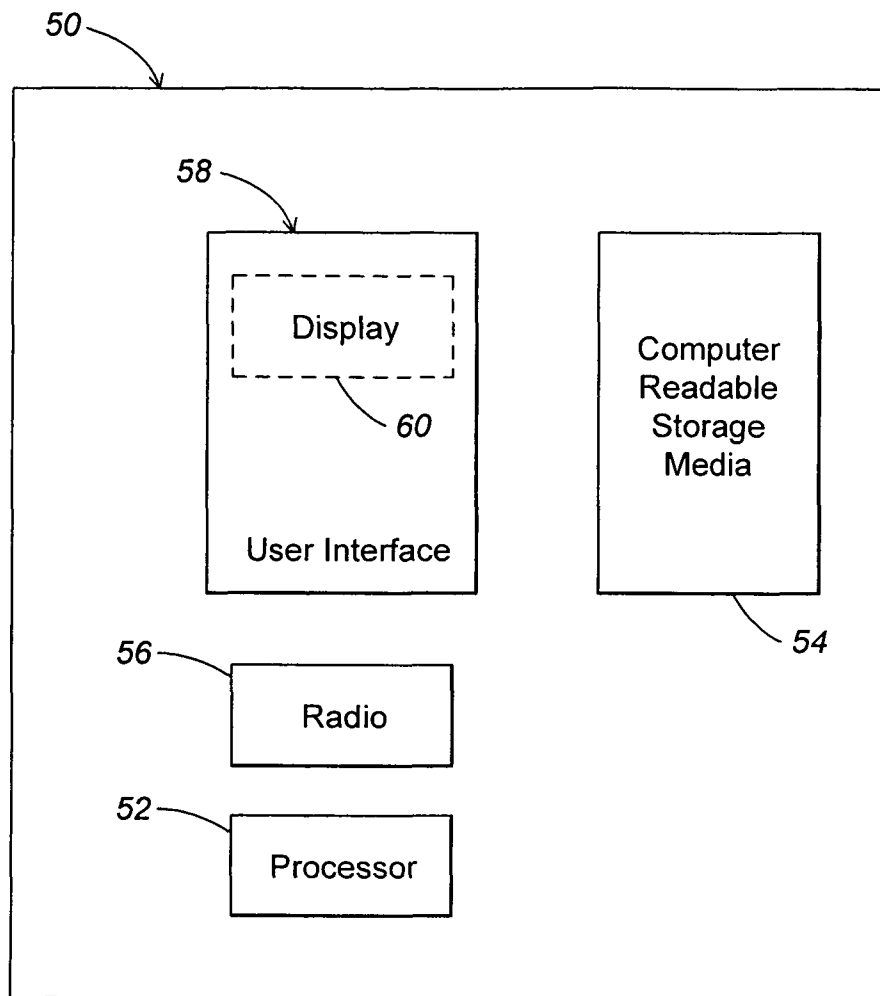 50
58
Display
60
User Interface
Computer
Readable
Storage
Media
54
56
Radio
52
Processor